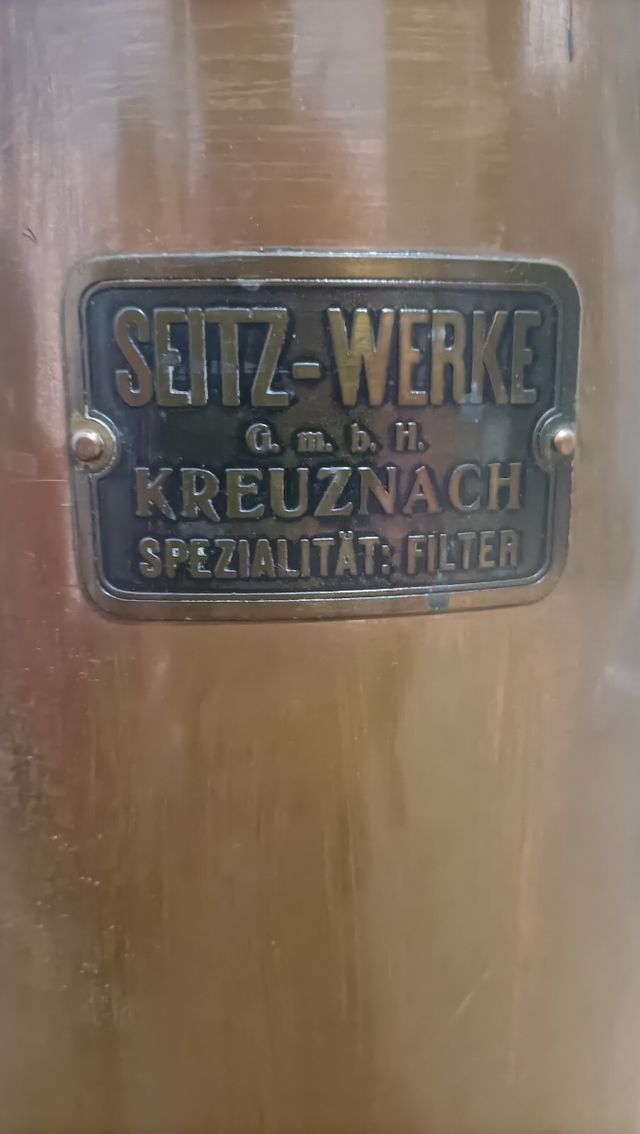 SEITZ-WERKE
G. m. b. H.
KREUZNACH
SPEZIALITÄT: FILTER